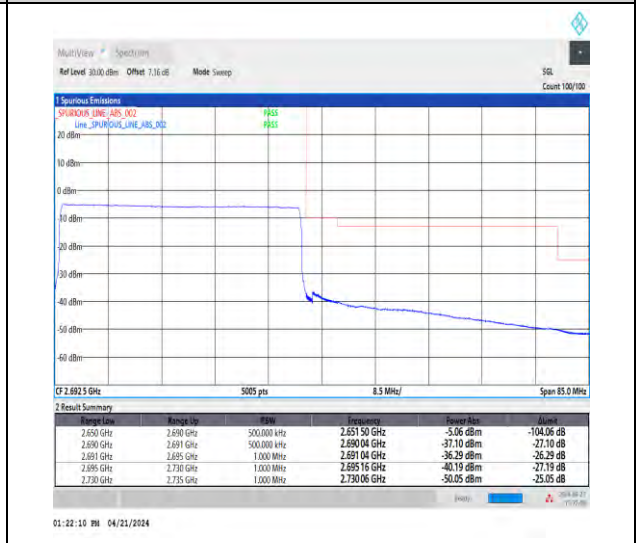 MultiView Spectrum
Ref Level 30.00 dBm Offset 7.16 dB Mode Sweep SGL
Count 100/100
1 Spurious Emissions
SPURIOUS_LINE_ABS_002 PASS
Line _SPURIOUS_LINE_ABS_002 PASS
20 dBm
10 dBm
0 dBm
-10 dBm
-20 dBm
-30 dBm
-40 dBm
-50 dBm
-60 dBm
CF 2.6925 GHz 5005 pts 8.5 MHz/ Span 85.0 MHz
2 Result Summary
Range Low Range Up RBW Frequency Power Abs ΔLimit
2.650 GHz 2.690 GHz 500.000 kHz 2.651 50 GHz -5.06 dBm -104.06 dB
2.690 GHz 2.691 GHz 500.000 kHz 2.690 04 GHz -37.10 dBm -27.10 dB
2.691 GHz 2.695 GHz 1.000 MHz 2.691 04 GHz -36.29 dBm -26.29 dB
2.695 GHz 2.730 GHz 1.000 MHz 2.695 16 GHz -40.19 dBm -27.19 dB
2.730 GHz 2.735 GHz 1.000 MHz 2.730 06 GHz -50.05 dBm -25.05 dB
01:22:10 PM 04/21/2024